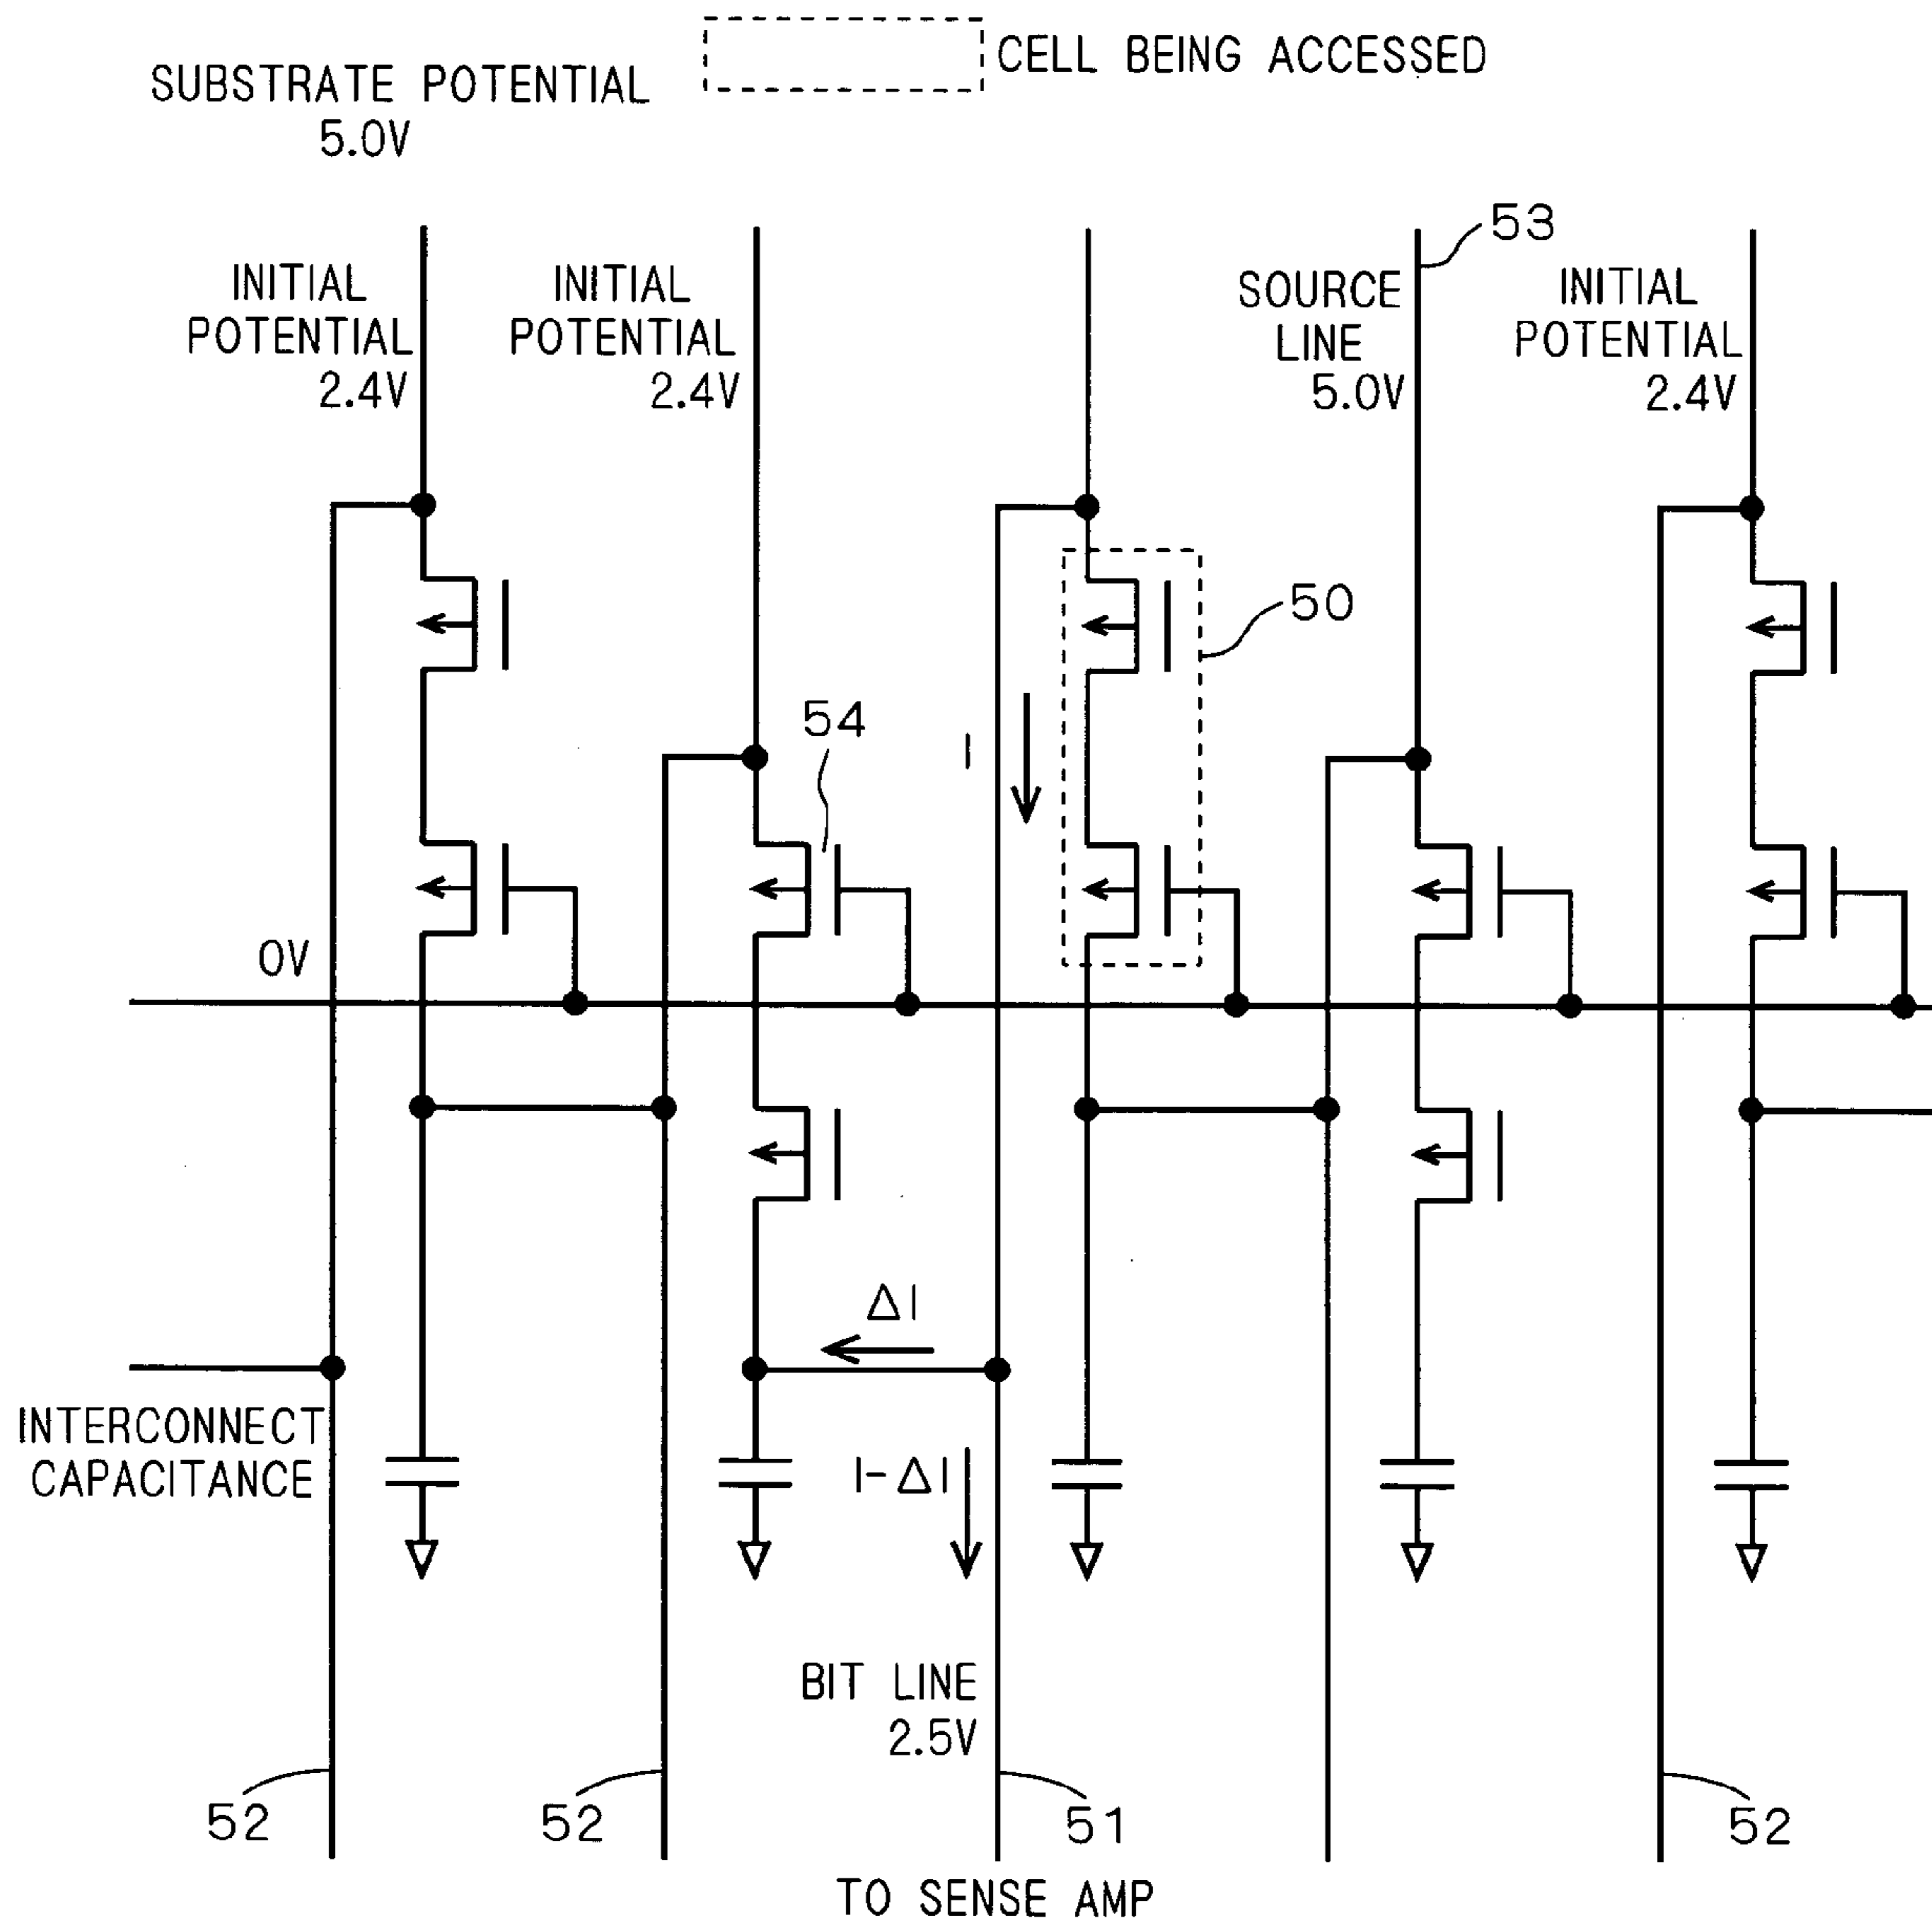 CELL BEING ACCESSED
SUBSTRATE POTENTIAL
5.0V
53
INITIAL
POTENTIAL
2.4V
INITIAL
POTENTIAL
2.4V
SOURCE
LINE
5.0V
INITIAL
POTENTIAL
2.4V
50
54
I
0V
ΔI
INTERCONNECT
CAPACITANCE
I-ΔI
BIT LINE
2.5V
52
52
51
52
TO SENSE AMP